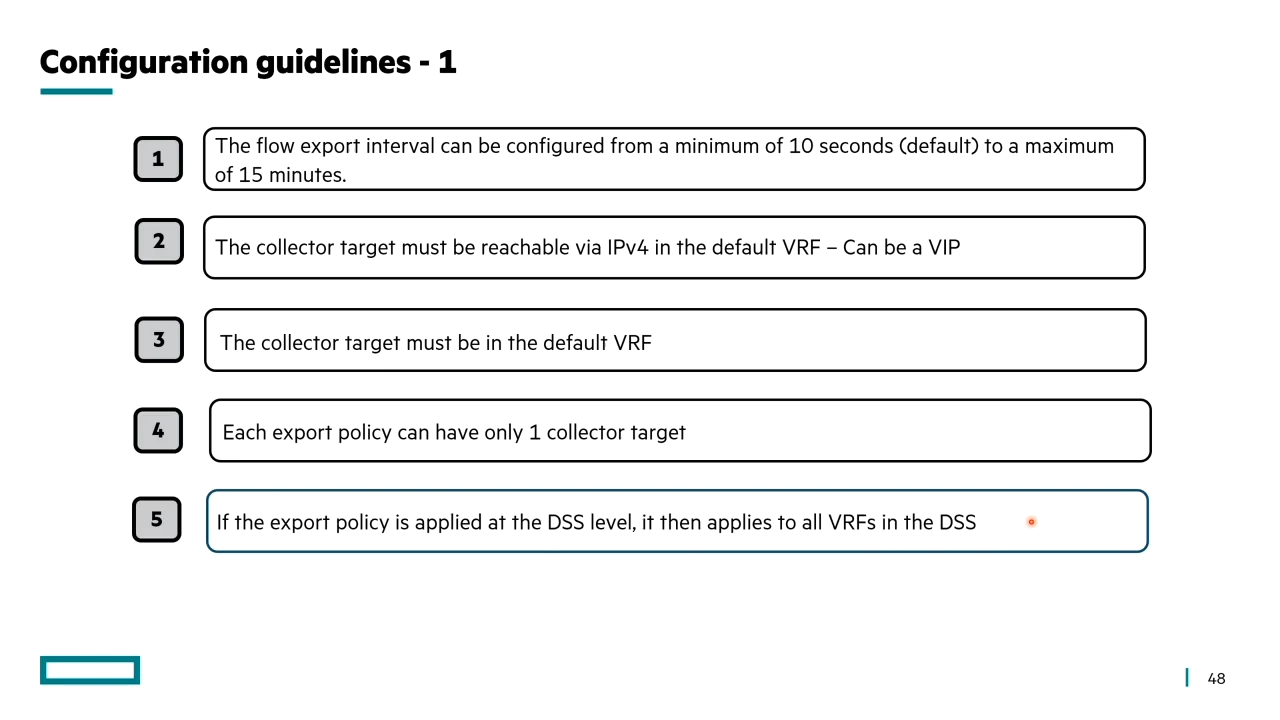 Configuration guidelines - 1
1
The flow export interval can be configured from a minimum of 10 seconds (default) to a maximum
of 15 minutes.
2
The collector target must be reachable via IPv4 in the default VRF – Can be a VIP
3
The collector target must be in the default VRF
4
Each export policy can have only 1 collector target
5
If the export policy is applied at the DSS level, it then applies to all VRFs in the DSS
48